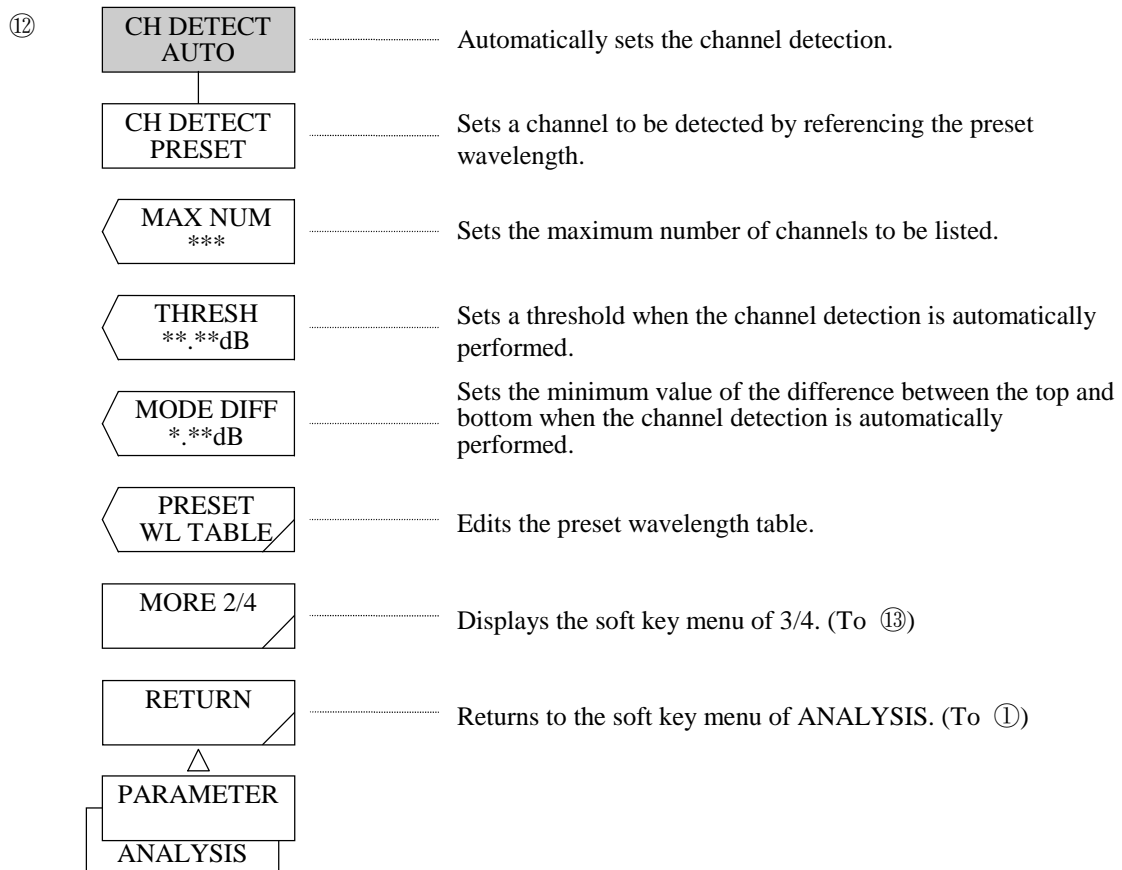 ⑫
CH DETECT
AUTO
Automatically sets the channel detection.
CH DETECT
PRESET
Sets a channel to be detected by referencing the preset
wavelength.
MAX NUM
***
Sets the maximum number of channels to be listed.
THRESH
**.**dB
Sets a threshold when the channel detection is automatically
performed.
MODE DIFF
*.**dB
Sets the minimum value of the difference between the top and
bottom when the channel detection is automatically
performed.
PRESET
WL TABLE
Edits the preset wavelength table.
MORE 2/4
Displays the soft key menu of 3/4. (To ⑬)
RETURN
Returns to the soft key menu of ANALYSIS. (To ①)
PARAMETER
ANALYSIS